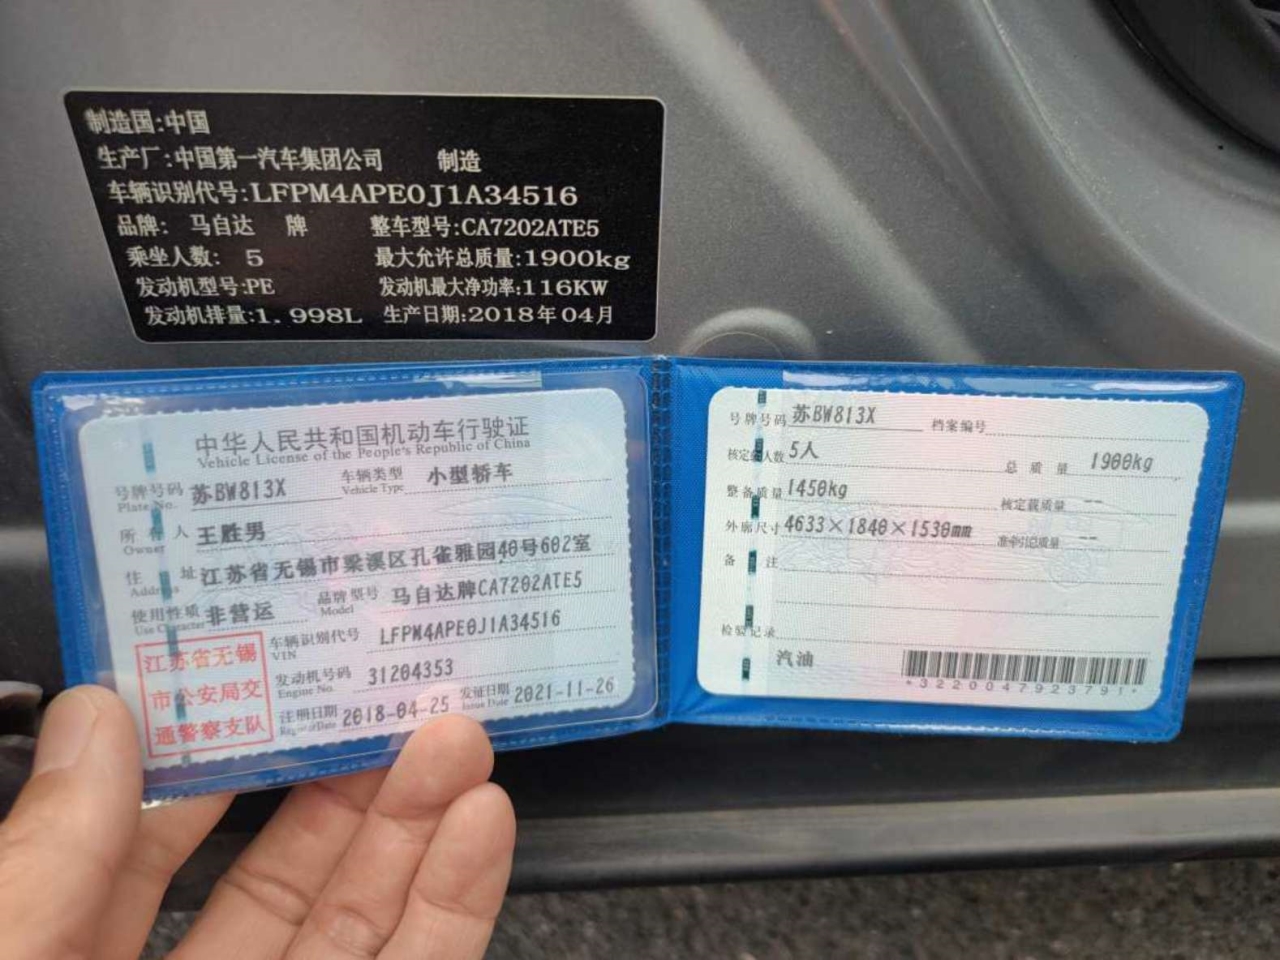 制造国:中国
生产厂:中国第一汽车集团公司 制造
车辆识别代号:LFPM4APE0J1A34516
品牌: 马自达 牌 整车型号:CA7202ATE5
乘坐人数: 5 最大允许总质量:1900kg
发动机型号:PE 发动机最大净功率:116KW
发动机排量:1.998L 生产日期:2018年04月
中华人民共和国机动车行驶证
Vehicle License of the People's Republic of China
号牌号码 苏BW813X 车辆类型 小型轿车
Plate No. Vehicle Type
所有人 王胜男
Owner
住址 江苏省无锡市梁溪区孔雀雅园40号602室
Address
使用性质 非营运 品牌型号 马自达牌CA7202ATE5
Use Character Model
江苏省无锡
市公安局交
通警察支队
车辆识别代号 LFPM4APE0J1A34516
VIN
发动机号码 31204353
Engine No.
注册日期 2018-04-25 发证日期 2021-11-26
Register Date Issue Date
号牌号码 苏BW813X 档案编号
核定载人数 5人 总质量 1900kg
整备质量 1450kg 核定载质量 --
外廓尺寸 4633×1840×1530mm 准牵引总质量 --
备注
检验记录
汽油
*3220047923791*